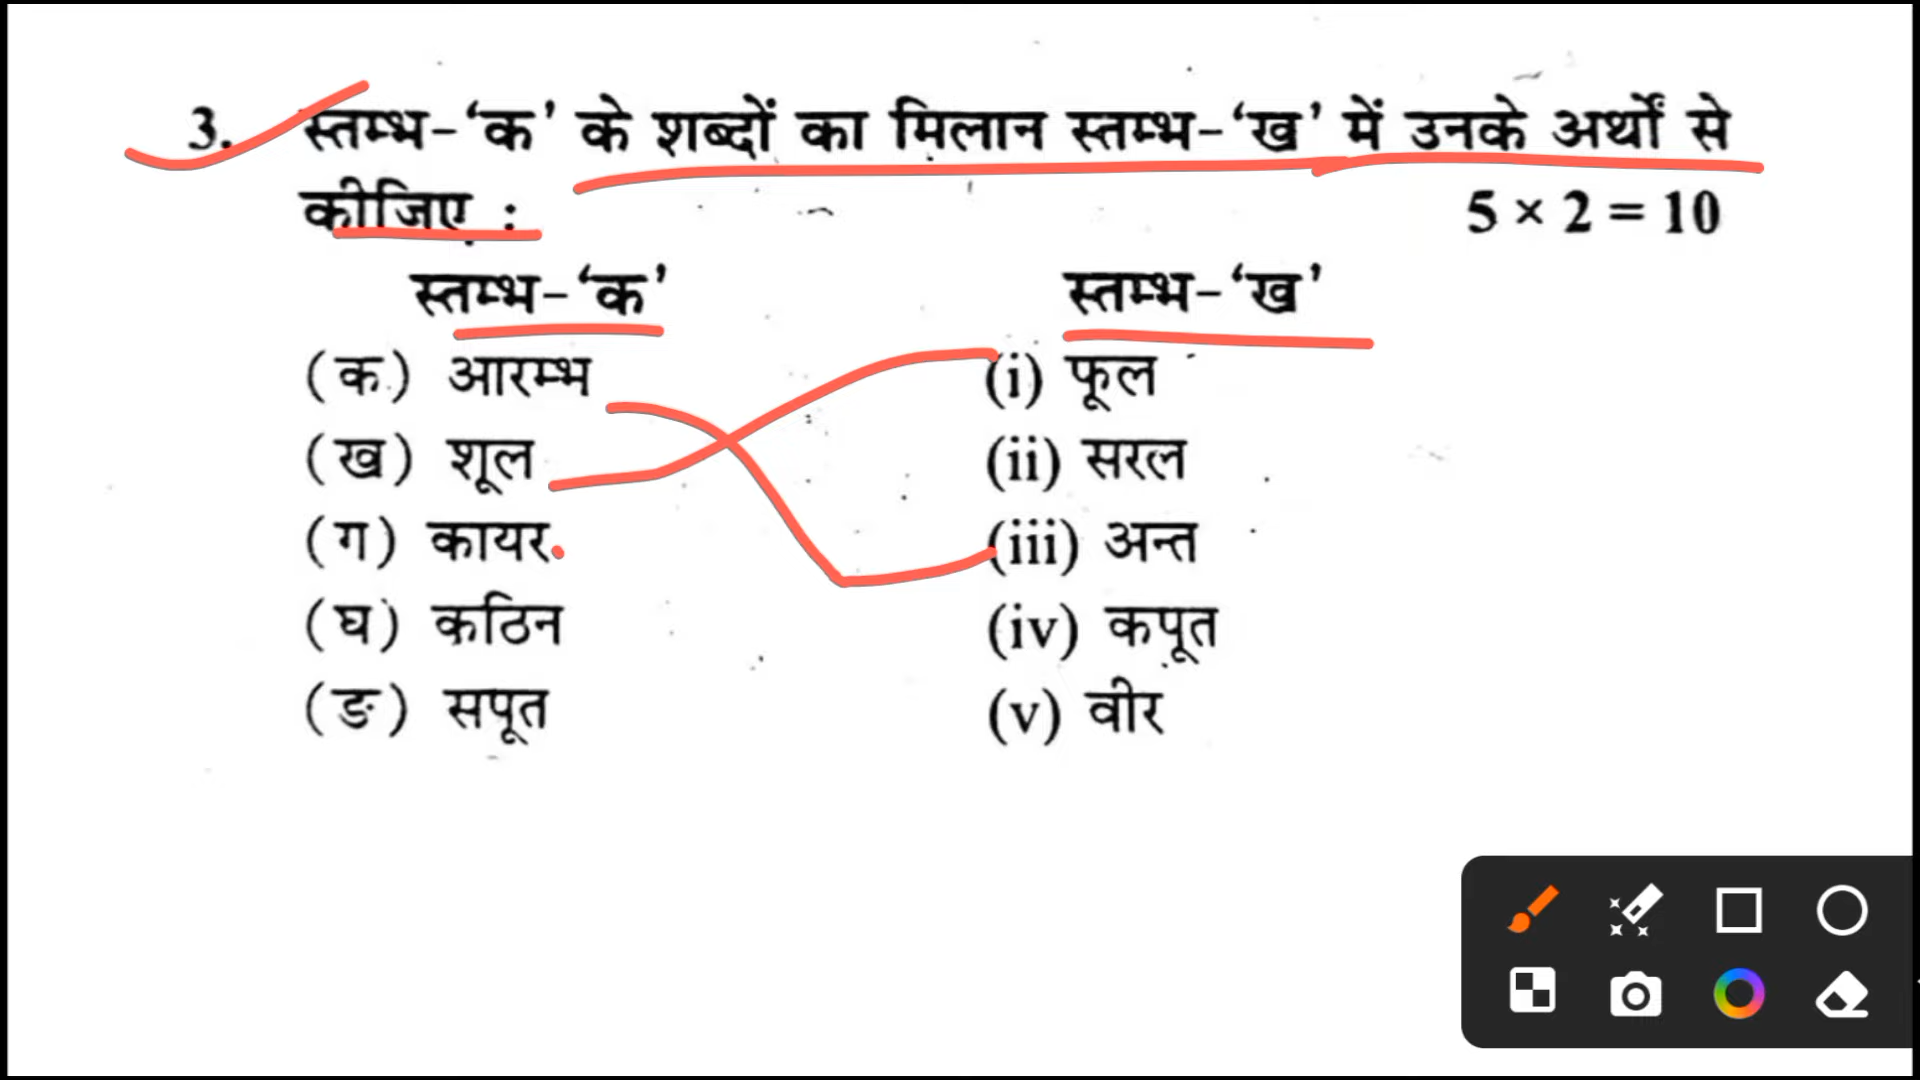 3. स्तम्भ-‘क’ के शब्दों का मिलान स्तम्भ-‘ख’ में उनके अर्थों से
कीजिए : 5 × 2 = 10
स्तम्भ-‘क’ स्तम्भ-‘ख’
(क) आरम्भ (i) फूल
(ख) शूल (ii) सरल
(ग) कायर (iii) अन्त
(घ) कठिन (iv) कपूत
(ङ) सपूत (v) वीर